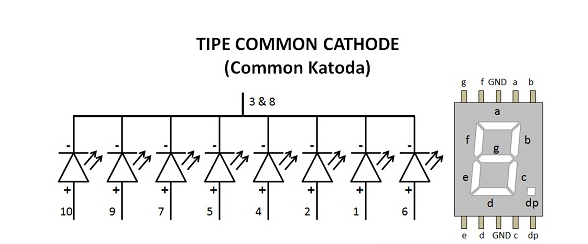 TIPE COMMON CATHODE
(Common Katoda)
3 & 8
- - - - - - - -
+ + + + + + + +
10 9 7 5 4 2 1 6
g f GND a b
a
f b
g
e c
d dp
e d GND c dp